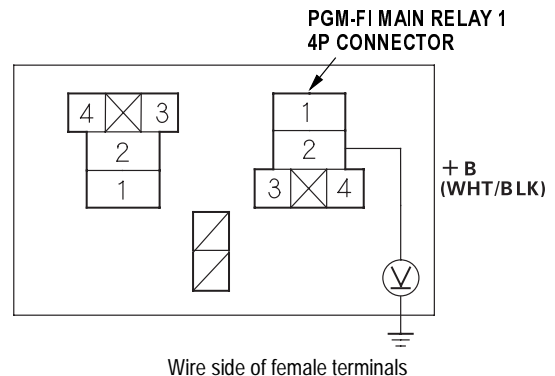 PGM-FI MAIN RELAY 1
4P CONNECTOR
4 3
2
1
1
2
3 4
V
+B
(WHT/BLK)
Wire side of female terminals